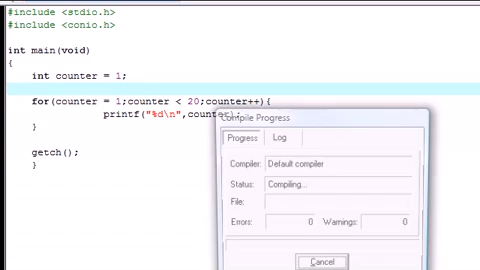 #include <stdio.h>
#include <conio.h>
int main(void)
{
int counter = 1;
for(counter = 1;counter < 20;counter++){
printf("%d\n",counter);
}
getch();
}
Compile Progress
Progress Log
Compiler: Default compiler
Status: Compiling...
File:
Errors: 0 Warnings: 0
Cancel